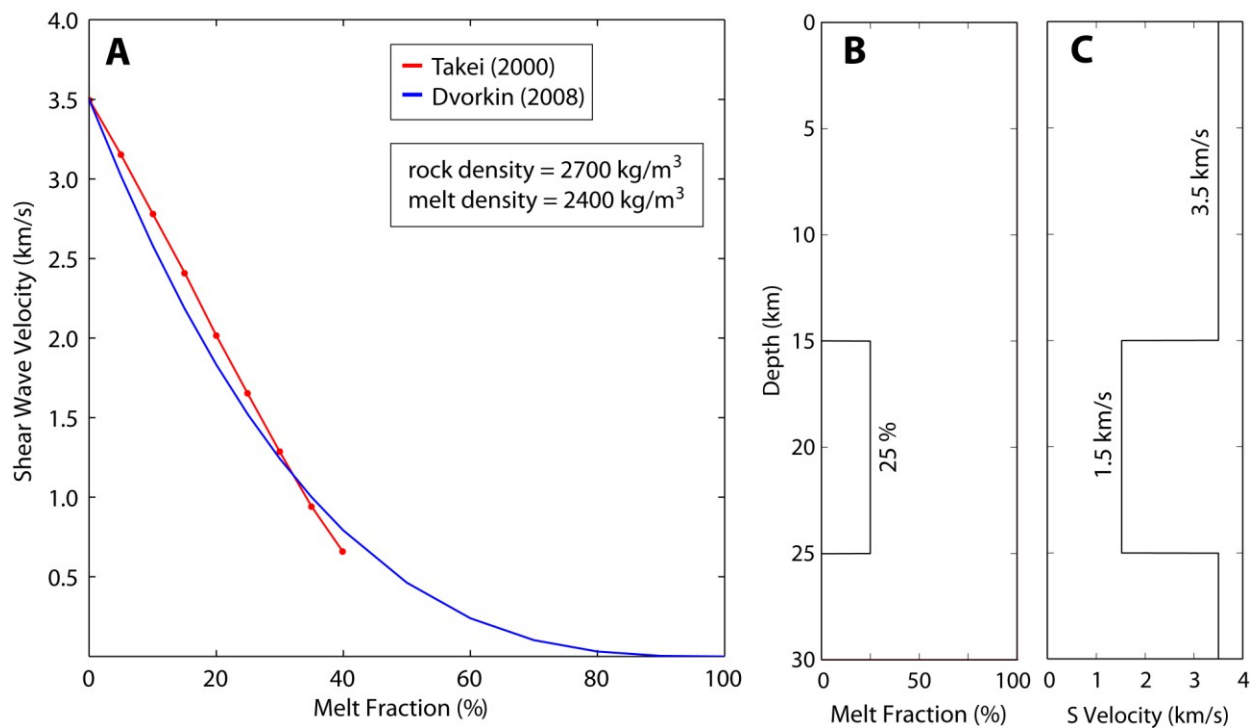 A
Takei (2000)
Dvorkin (2008)
rock density = 2700 kg/m³
melt density = 2400 kg/m³
Shear Wave Velocity (km/s)
4.0
3.5
3.0
2.5
2.0
1.5
1.0
0.5
0 20 40 60 80 100
Melt Fraction (%)
B
Depth (km)
0
5
10
15
20
25
30
25 %
0 50 100
Melt Fraction (%)
C
3.5 km/s
1.5 km/s
0 1 2 3 4
S Velocity (km/s)